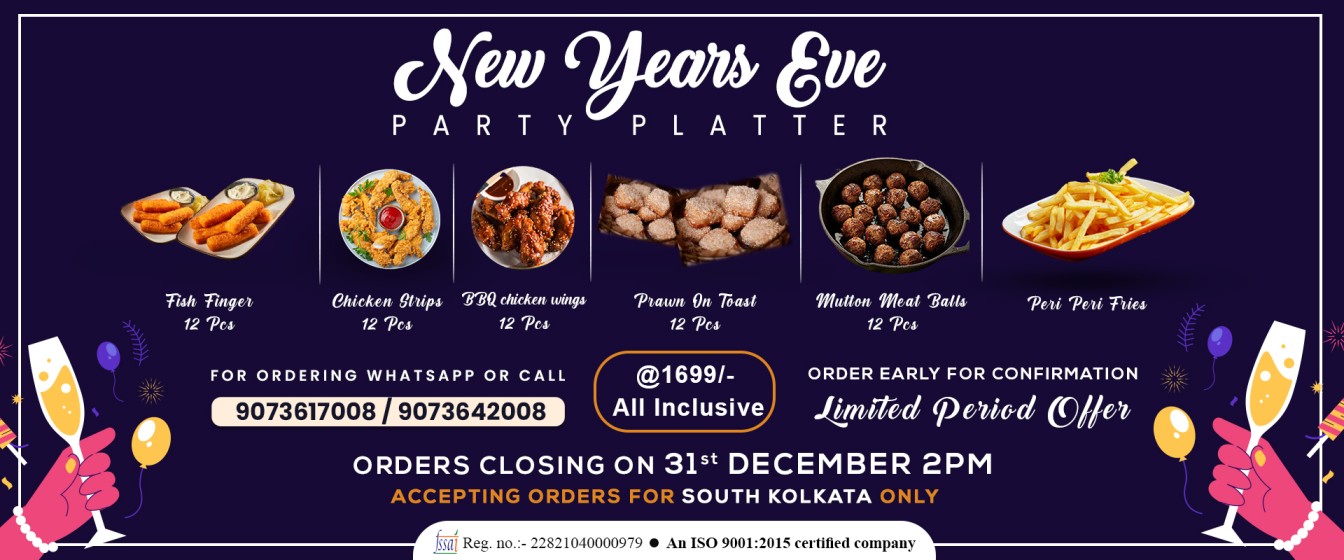 New Years Eve
PARTY PLATTER
Fish Finger
12 Pcs
Chicken Strips
12 Pcs
BBQ chicken wings
12 Pcs
Prawn On Toast
12 Pcs
Mutton Meat Balls
12 Pcs
Peri Peri Fries
FOR ORDERING WHATSAPP OR CALL
9073617008 / 9073642008
@1699/-
All Inclusive
ORDER EARLY FOR CONFIRMATION
Limited Period Offer
ORDERS CLOSING ON 31st DECEMBER 2PM
ACCEPTING ORDERS FOR SOUTH KOLKATA ONLY
fssai Reg. no.:- 22821040000979 ● An ISO 9001:2015 certified company